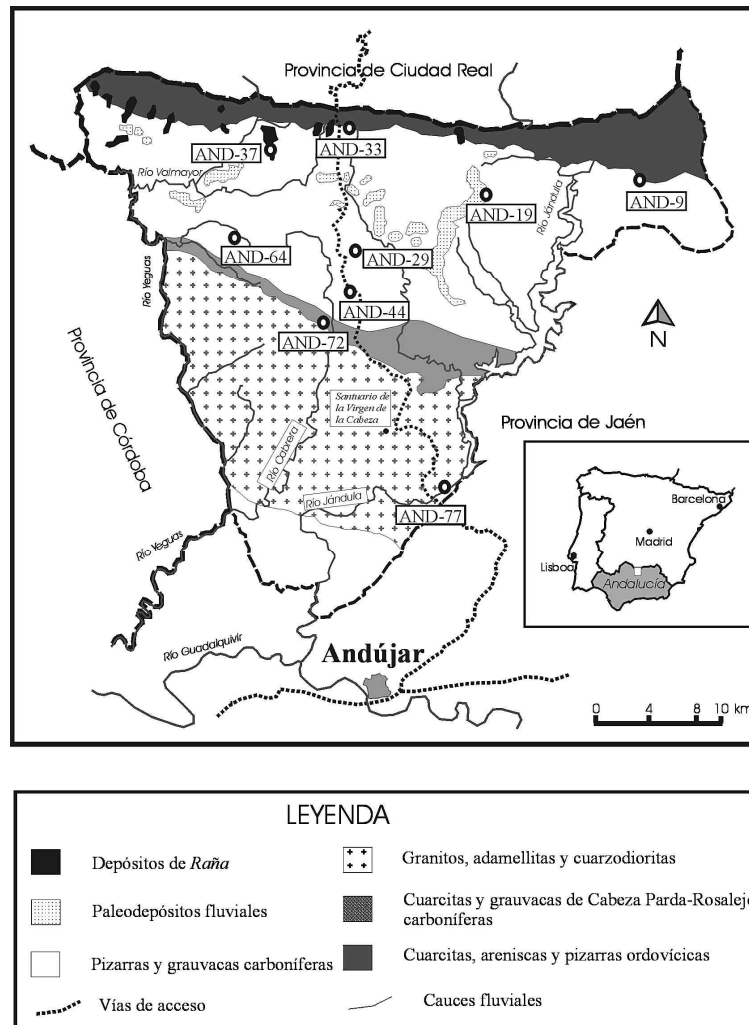 Provincia de Ciudad Real
AND-37
AND-33
Río Valmayor
AND-19
Río Jándula
AND-9
AND-64
AND-29
Río Yeguas
AND-44
N
AND-72
Provincia de Córdoba
Santuario de
la Virgen de
la Cabeza
Provincia de Jaén
Río Cabrera
Río Jándula
AND-77
Barcelona
Madrid
Lisboa
Andalucía
Río Yeguas
Río Guadalquivir
Andújar
0 4 8 10 km
LEYENDA
Depósitos de Raña
Granitos, adamellitas y cuarzodioritas
Paleodepósitos fluviales
Cuarcitas y grauvacas de Cabeza Parda-Rosalejo
carboníferas
Pizarras y grauvacas carboníferas
Cuarcitas, areniscas y pizarras ordovícicas
Vías de acceso
Cauces fluviales